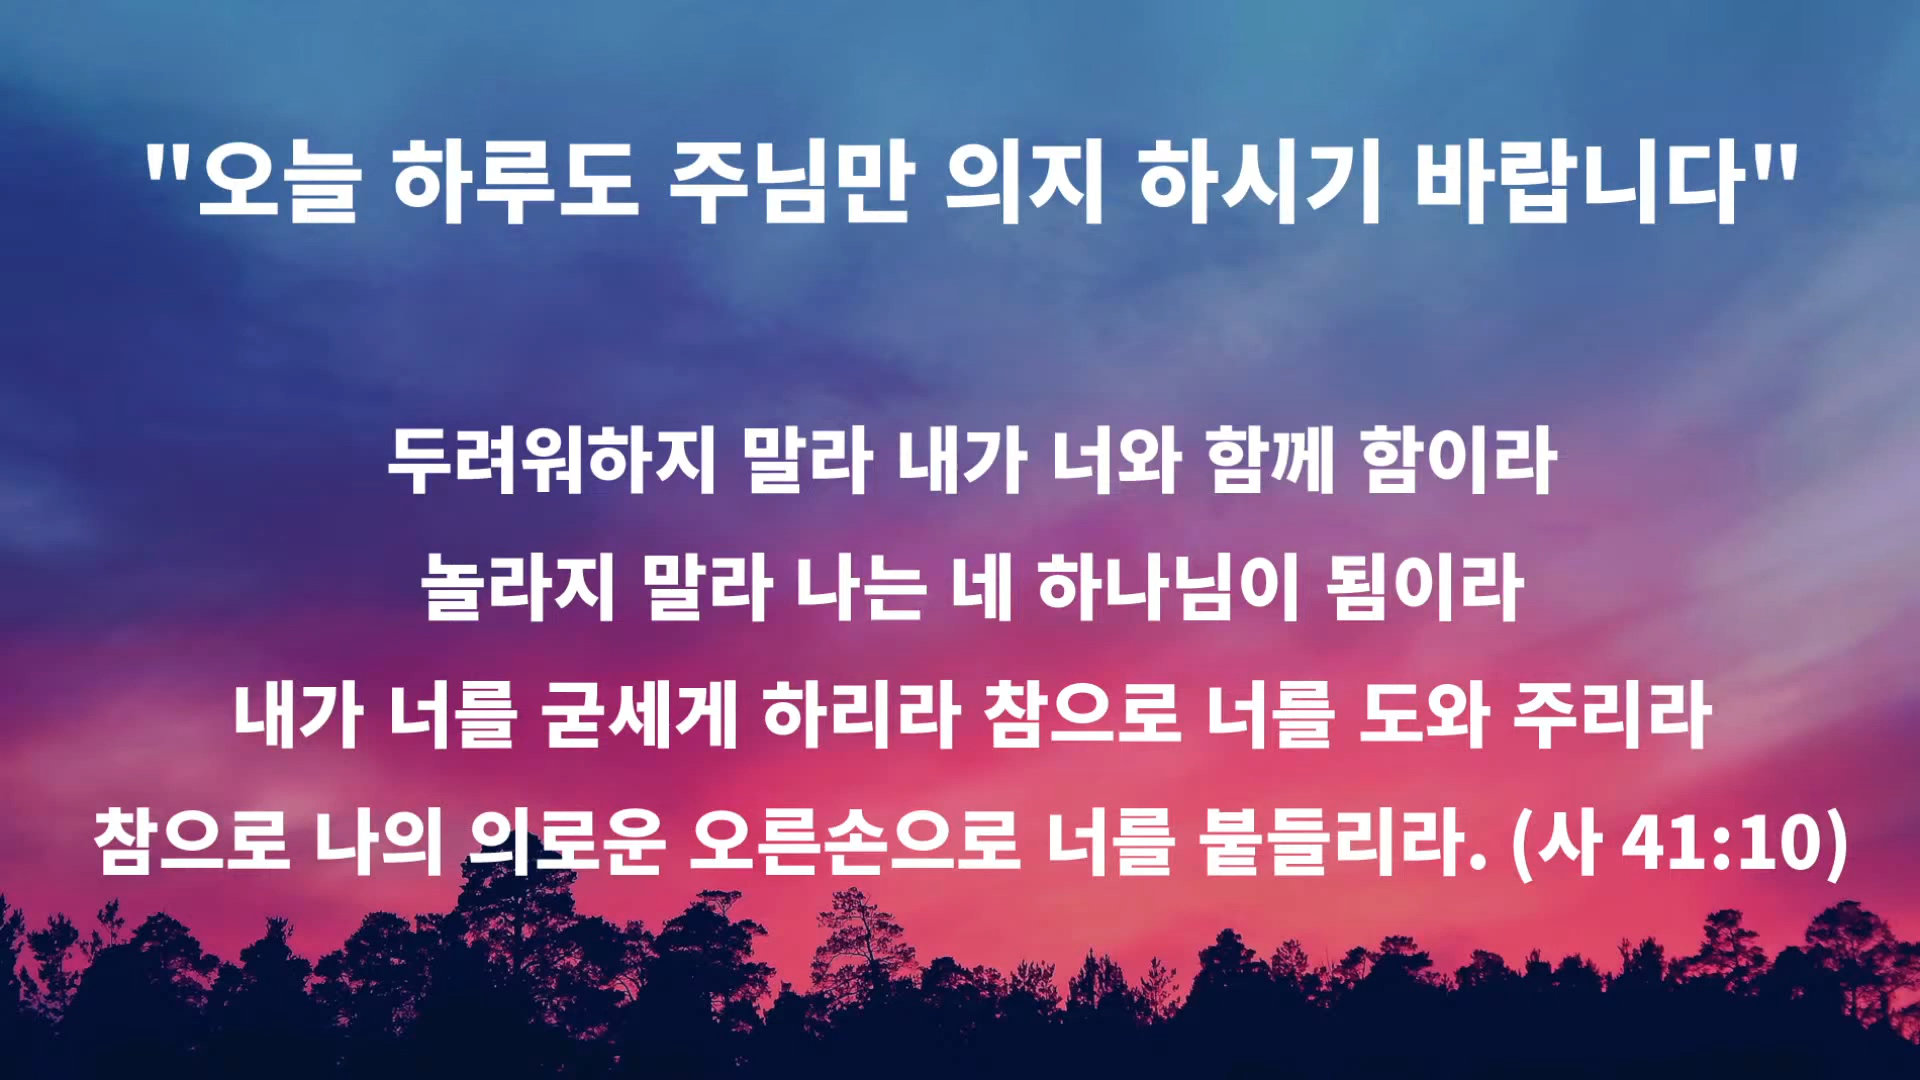 "오늘 하루도 주님만 의지 하시기 바랍니다"
두려워하지 말라 내가 너와 함께 함이라
놀라지 말라 나는 네 하나님이 됨이라
내가 너를 굳세게 하리라 참으로 너를 도와 주리라
참으로 나의 의로운 오른손으로 너를 붙들리라. (사 41:10)